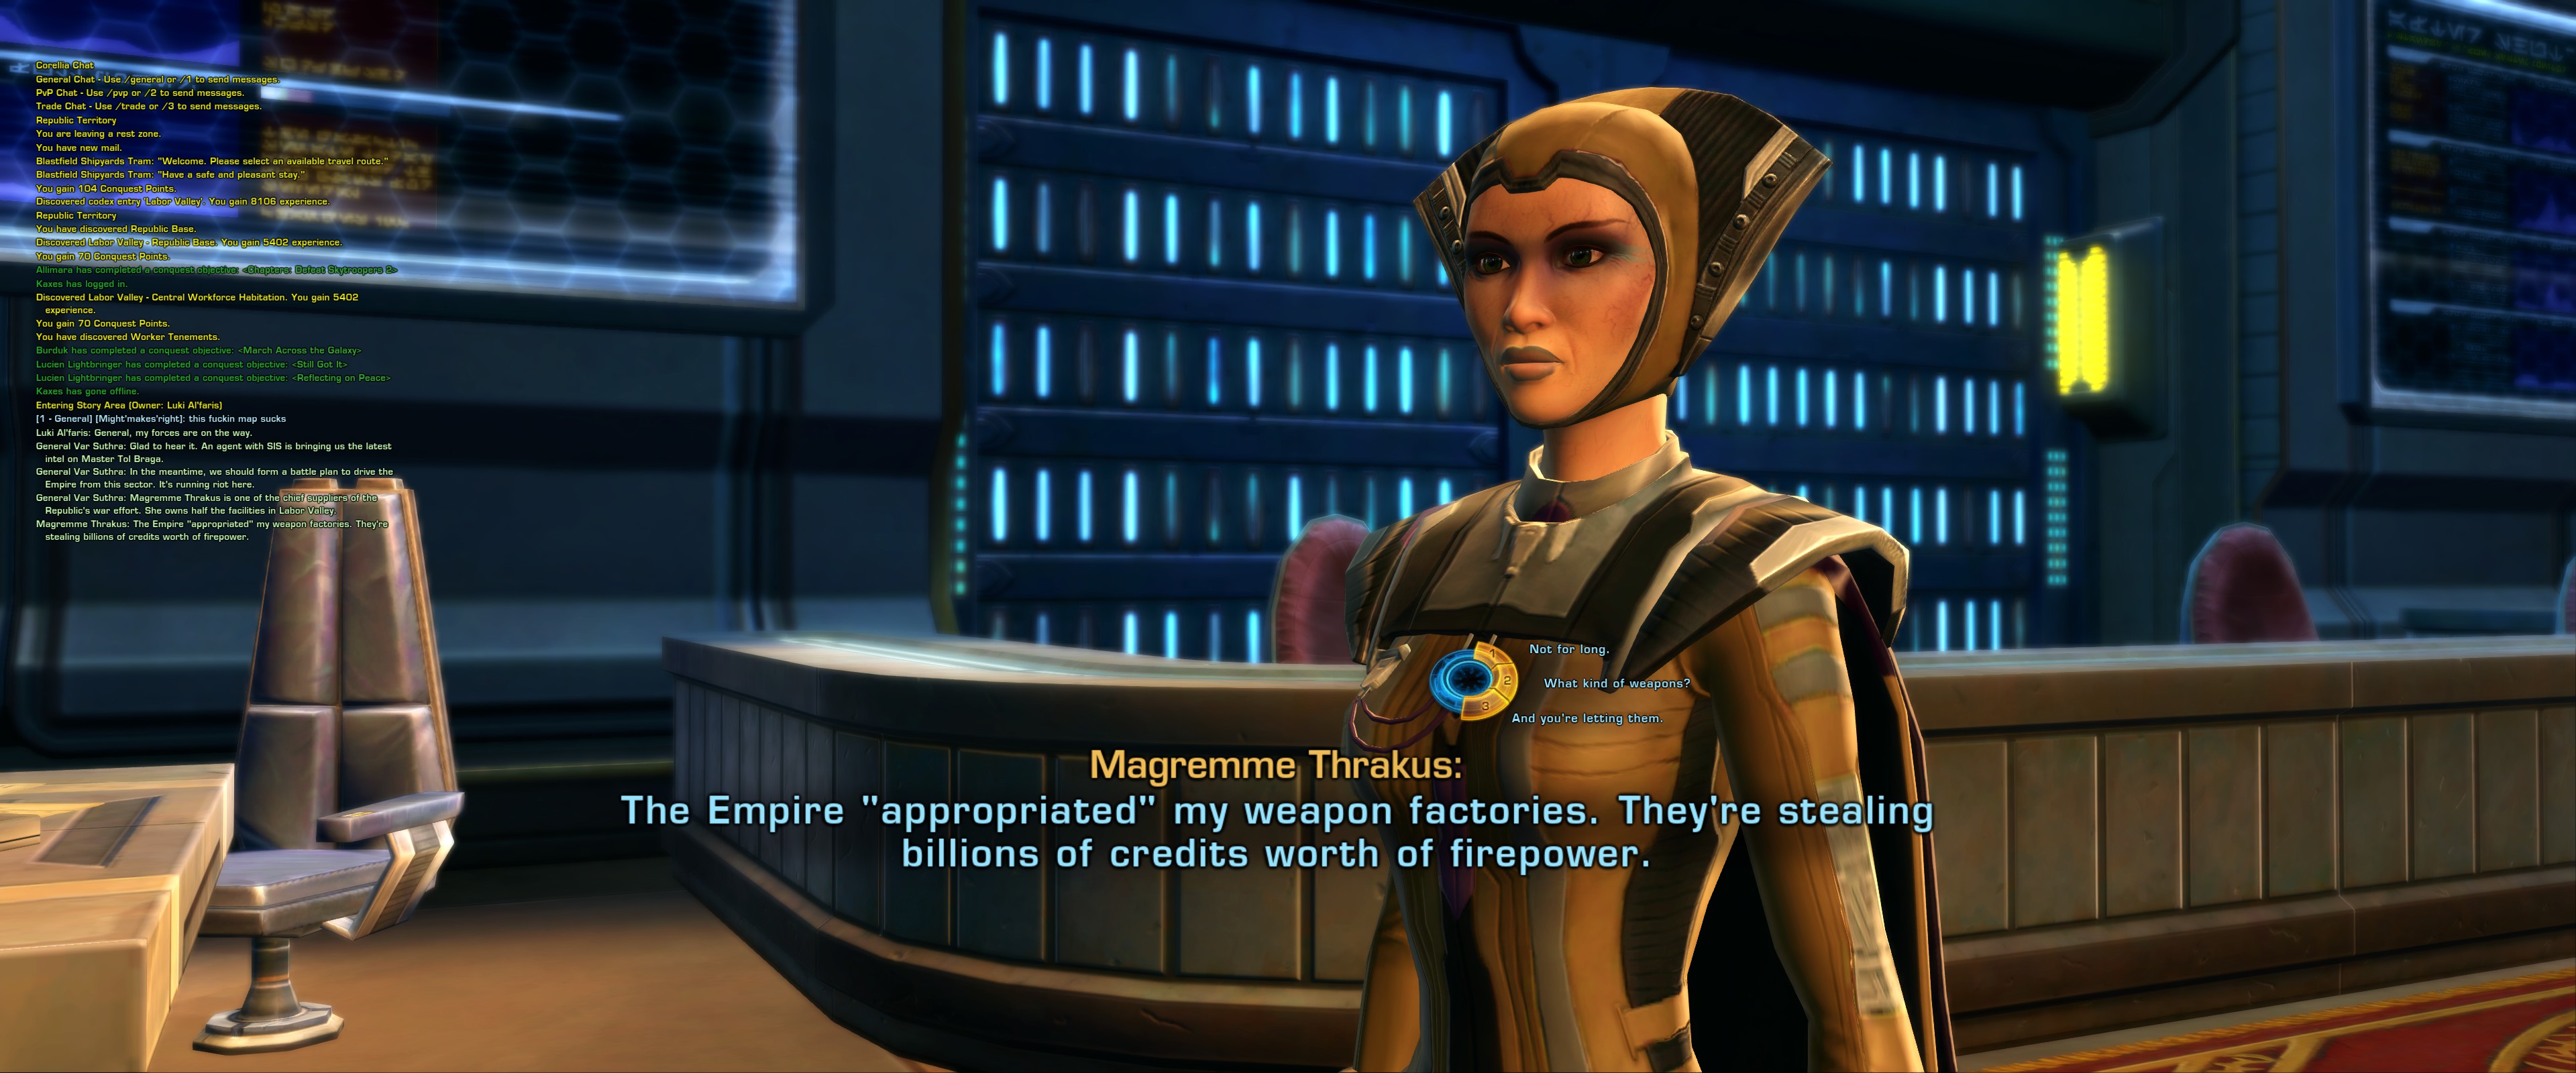 Corellia Chat
General Chat - Use /general or /1 to send messages.
PvP Chat - Use /pvp or /2 to send messages.
Trade Chat - Use /trade or /3 to send messages.
Republic Territory
You are leaving a rest zone.
You have new mail.
Blastfield Shipyards Tram: "Welcome. Please select an available travel route."
Blastfield Shipyards Tram: "Have a safe and pleasant stay."
You gain 104 Conquest Points.
Discovered codex entry 'Labor Valley'. You gain 8106 experience.
Republic Territory
You have discovered Republic Base.
Discovered Labor Valley - Republic Base. You gain 5402 experience.
You gain 70 Conquest Points.
Allimara has completed a conquest objective: <Chapters: Defeat Skytroopers 2>
Kaxes has logged in.
Discovered Labor Valley - Central Workforce Habitation. You gain 5402
experience.
You gain 70 Conquest Points.
You have discovered Worker Tenements.
Burduk has completed a conquest objective: <March Across the Galaxy>
Lucien Lightbringer has completed a conquest objective: <Still Got It>
Lucien Lightbringer has completed a conquest objective: <Reflecting on Peace>
Kaxes has gone offline.
Entering Story Area (Owner: Luki Al'faris)
[1 - General] [Might'makes'right]: this fuckin map sucks
Luki Al'faris: General, my forces are on the way.
General Var Suthra: Glad to hear it. An agent with SIS is bringing us the latest
intel on Master Tol Braga.
General Var Suthra: In the meantime, we should form a battle plan to drive the
Empire from this sector. It's running riot here.
General Var Suthra: Magremme Thrakus is one of the chief suppliers of the
Republic's war effort. She owns half the facilities in Labor Valley.
Magremme Thrakus: The Empire "appropriated" my weapon factories. They're
stealing billions of credits worth of firepower.
1 Not for long.
2 What kind of weapons?
3 And you're letting them.
Magremme Thrakus:
The Empire "appropriated" my weapon factories. They're stealing
billions of credits worth of firepower.